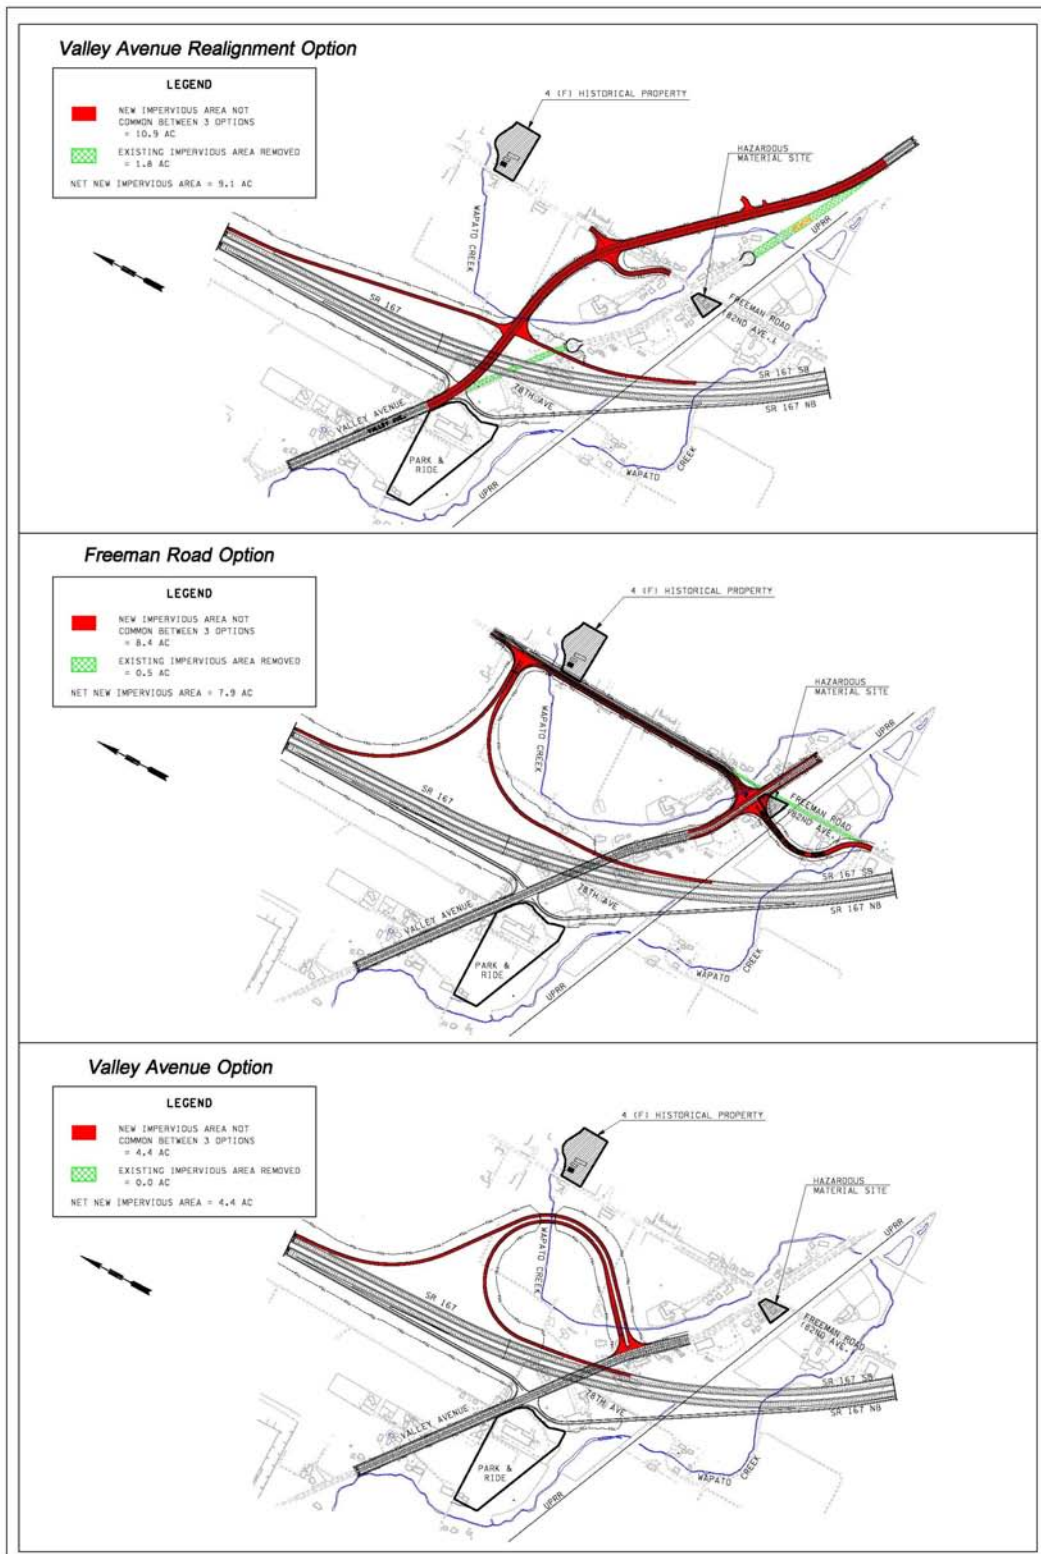 Valley Avenue Realignment Option
LEGEND
NEW IMPERVIOUS AREA NOT
COMMON BETWEEN 3 OPTIONS
= 10.9 AC
EXISTING IMPERVIOUS AREA REMOVED
= 1.8 AC
NET NEW IMPERVIOUS AREA = 9.1 AC
4 (F) HISTORICAL PROPERTY
HAZARDOUS
MATERIAL SITE
UPRR
WAPATO CREEK
SR 167
FREEMAN ROAD
(82ND AVE.)
SR 167 SB
SR 167 NB
78TH AVE
VALLEY AVENUE
VALLEY AVE.
PARK &
RIDE
UPRR
WAPATO
CREEK
Freeman Road Option
LEGEND
NEW IMPERVIOUS AREA NOT
COMMON BETWEEN 3 OPTIONS
= 8.4 AC
EXISTING IMPERVIOUS AREA REMOVED
= 0.5 AC
NET NEW IMPERVIOUS AREA = 7.9 AC
4 (F) HISTORICAL PROPERTY
HAZARDOUS
MATERIAL SITE
UPRR
WAPATO CREEK
SR 167
FREEMAN ROAD
(82ND AVE.)
SR 167 SB
SR 167 NB
78TH AVE
VALLEY AVENUE
PARK &
RIDE
UPRR
WAPATO
CREEK
Valley Avenue Option
LEGEND
NEW IMPERVIOUS AREA NOT
COMMON BETWEEN 3 OPTIONS
= 4.4 AC
EXISTING IMPERVIOUS AREA REMOVED
= 0.0 AC
NET NEW IMPERVIOUS AREA = 4.4 AC
4 (F) HISTORICAL PROPERTY
HAZARDOUS
MATERIAL SITE
UPRR
WAPATO CREEK
SR 167
FREEMAN ROAD
(82ND AVE.)
SR 167 SB
SR 167 NB
78TH AVE
VALLEY AVENUE
PARK &
RIDE
UPRR
WAPATO
CREEK